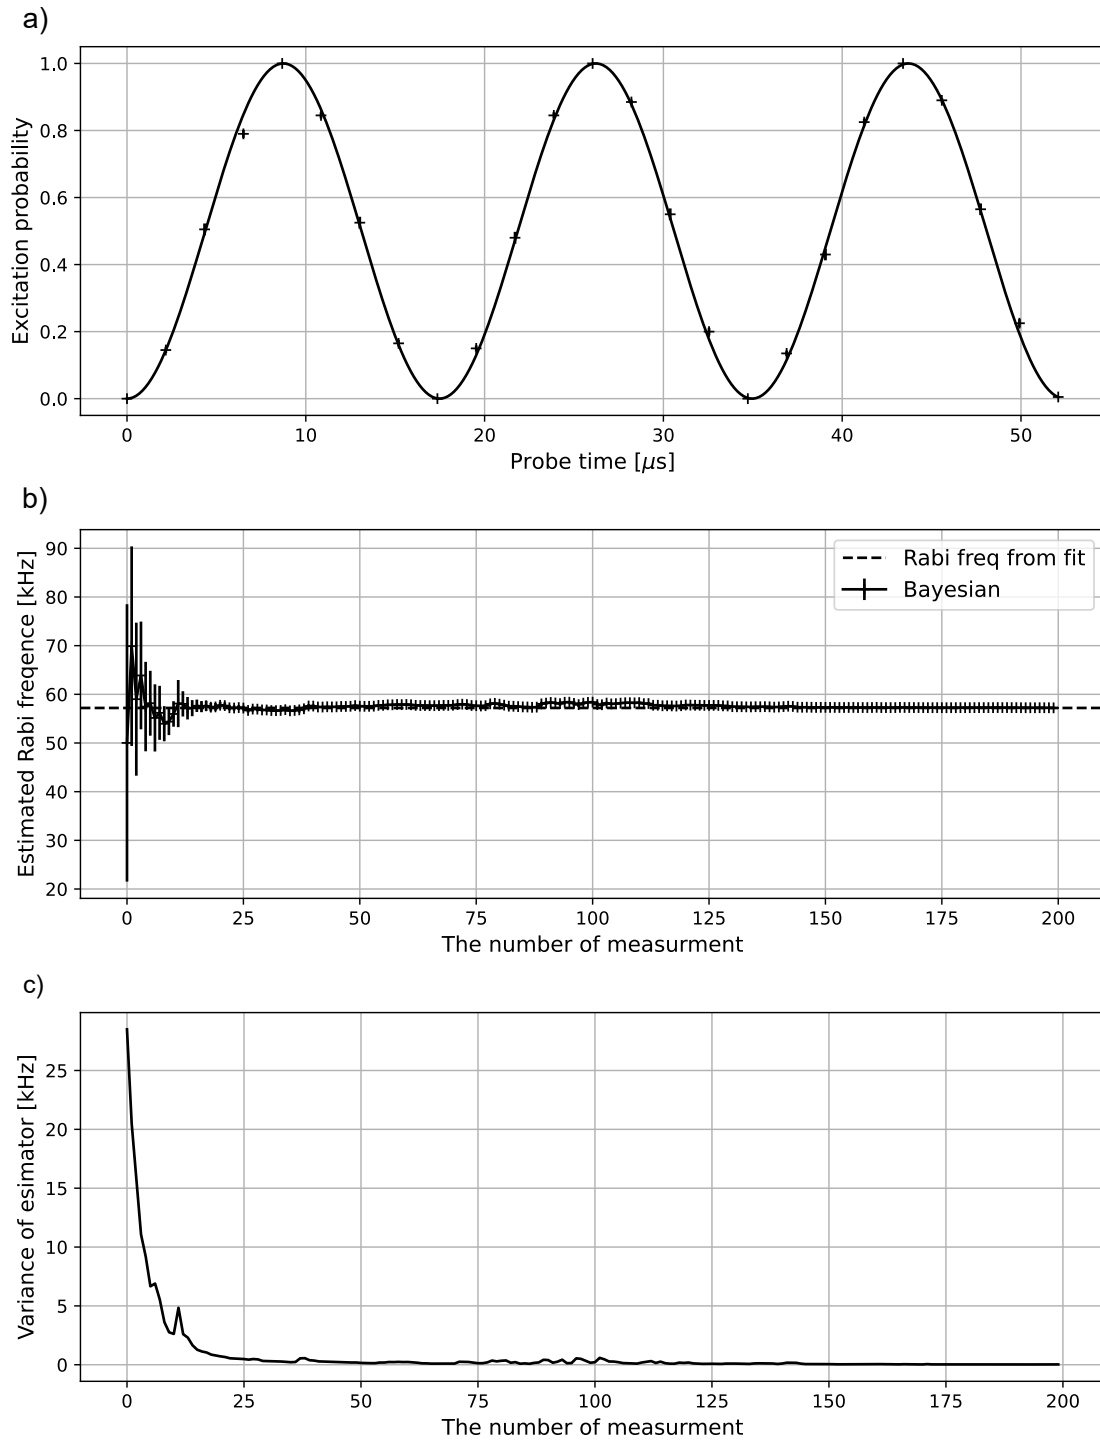 a)
1.0
0.8
0.6
0.4
0.2
0.0
Excitation probability
0 10 20 30 40 50
Probe time [μs]
b)
90
80
70
60
50
40
30
20
Estimated Rabi freqence [kHz]
Rabi freq from fit
Bayesian
0 25 50 75 100 125 150 175 200
The number of measurment
c)
25
20
15
10
5
0
Variance of esimator [kHz]
0 25 50 75 100 125 150 175 200
The number of measurment